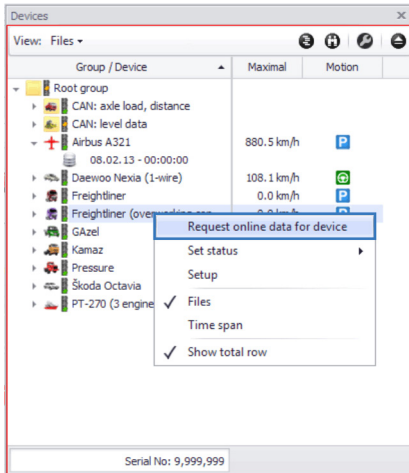 Devices
View: Files
Group / Device Maximal Motion
Root group
CAN: axle load, distance
CAN: level data
Airbus A321 880.5 km/h P
08.02.13 - 00:00:00
Daewoo Nexia (1-wire) 108.1 km/h
Freightliner 0.0 km/h P
Freightliner
Request online data for device
GAzel
Set status
Kamaz
Setup
Pressure
Škoda Octavia
Files
PT-270 (3 engine
Time span
Show total row
Serial No: 9,999,999